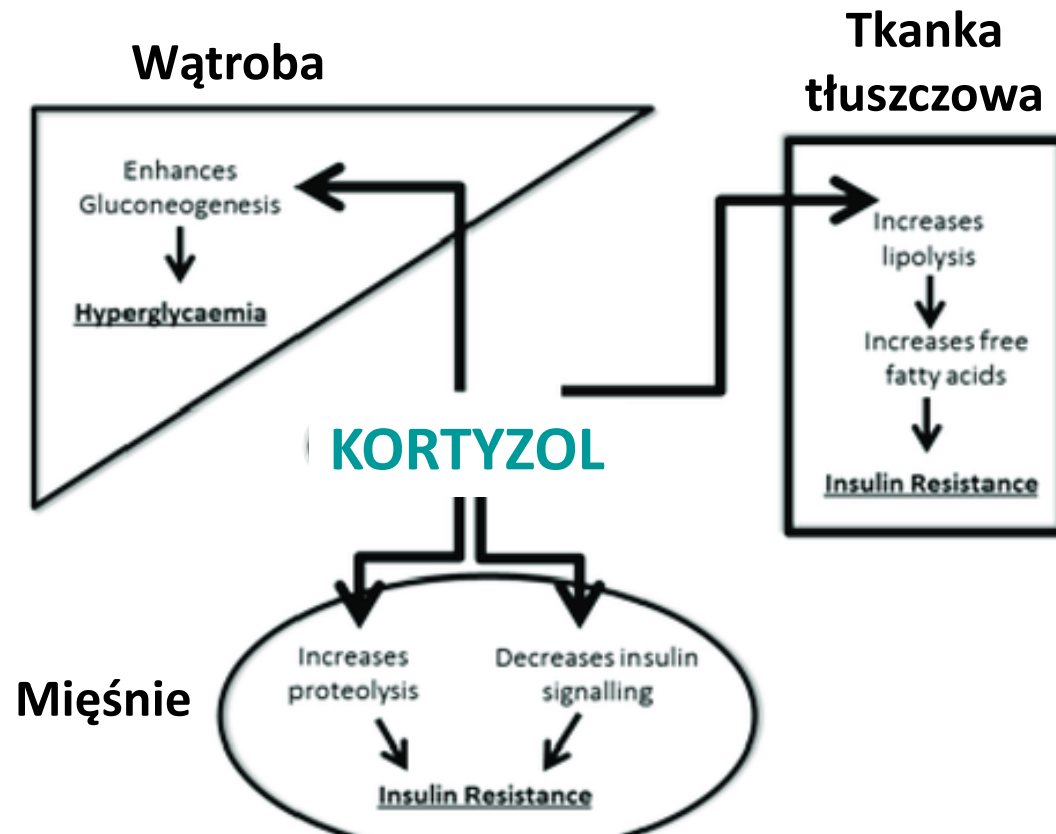 Wątroba
Tkanka
tłuszczowa
Enhances
Gluconeogenesis
Hyperglycaemia
Increases
lipolysis
Increases free
fatty acids
Insulin Resistance
KORTYZOL
Mięśnie
Increases
proteolysis
Decreases insulin
signalling
Insulin Resistance